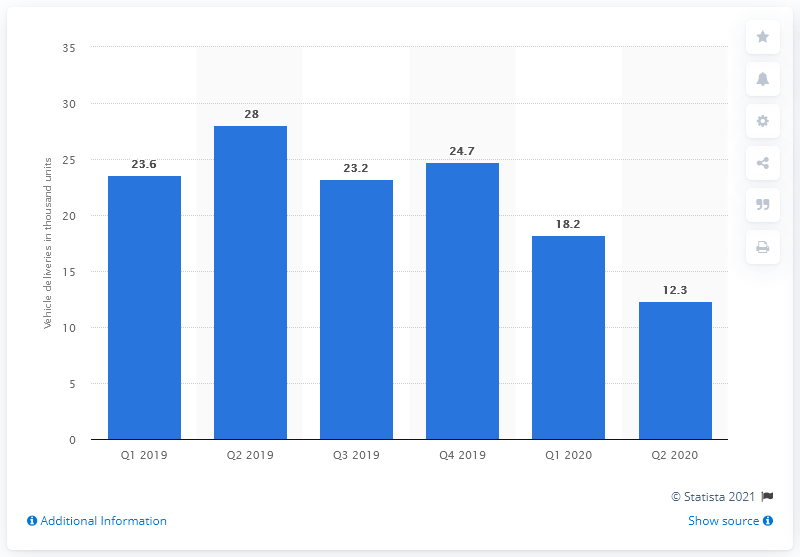 35
30
25
20
15
10
5
0
Vehicle deliveries in thousand units
23.6
28
23.2
24.7
18.2
12.3
Q1 2019
Q2 2019
Q3 2019
Q4 2019
Q1 2020
Q2 2020
© Statista 2021
Additional Information
Show source